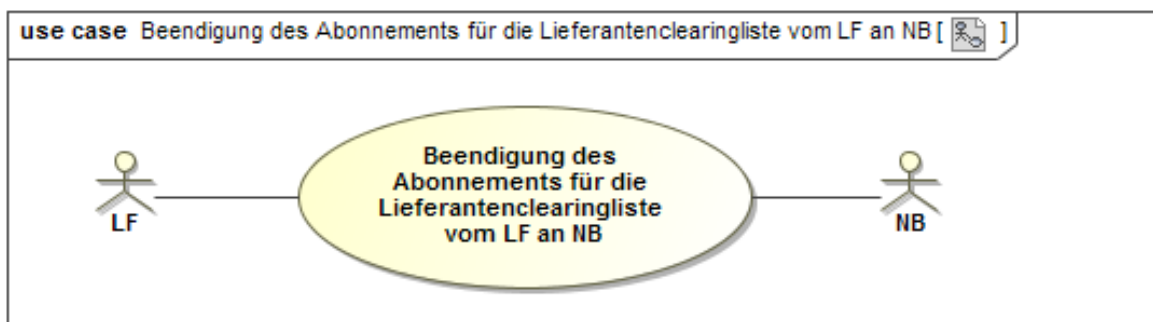 use case Beendigung des Abonnements für die Lieferantenclearingliste vom LF an NB [ ]
Beendigung des
Abonnements für die
Lieferantenclearingliste
vom LF an NB
LF
NB